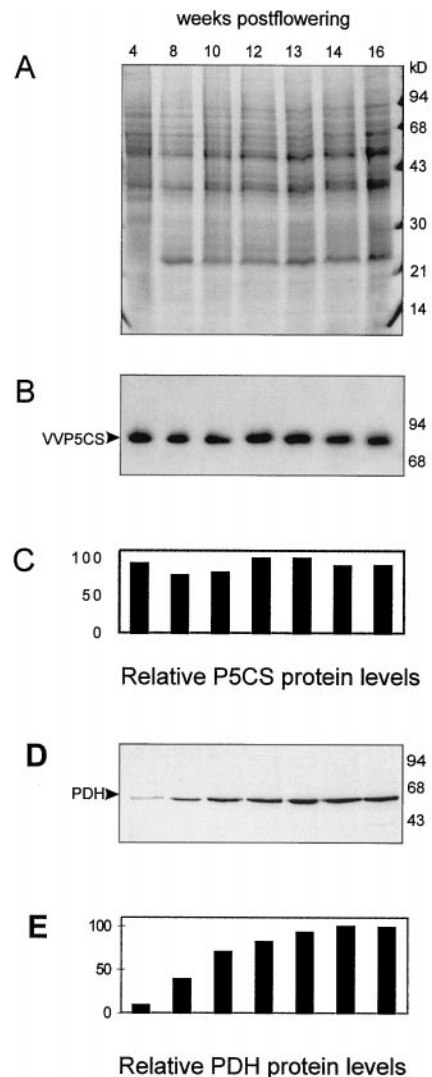 weeks postflowering
4 8 10 12 13 14 16
A
kD
94
68
43
30
21
14
B
VVP5CS
94
68
C
100
50
0
Relative P5CS protein levels
D
PDH
94
68
43
E
100
50
0
Relative PDH protein levels